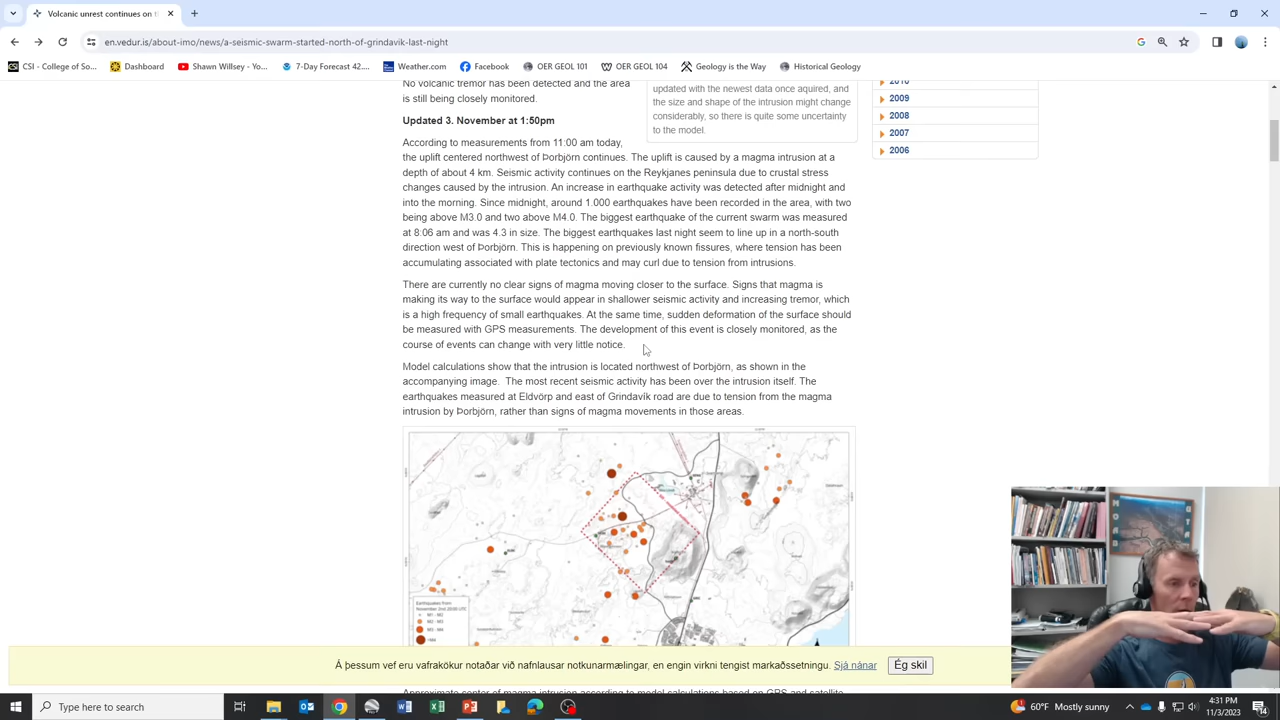 Volcanic unrest continues on th
en.vedur.is/about-imo/news/a-seismic-swarm-started-north-of-grindavik-last-night
CSI - College of So... Dashboard Shawn Willsey - Yo... 7-Day Forecast 42.... Weather.com Facebook OER GEOL 101 OER GEOL 104 Geology is the Way Historical Geology
No volcanic tremor has been detected and the area
is still being closely monitored.
updated with the newest data once aquired, and
the size and shape of the intrusion might change
considerably, so there is quite some uncertainty
to the model.
2010
2009
2008
2007
2006
Updated 3. November at 1:50pm
According to measurements from 11:00 am today,
the uplift centered northwest of Þorbjörn continues. The uplift is caused by a magma intrusion at a
depth of about 4 km. Seismic activity continues on the Reykjanes peninsula due to crustal stress
changes caused by the intrusion. An increase in earthquake activity was detected after midnight and
into the morning. Since midnight, around 1.000 earthquakes have been recorded in the area, with two
being above M3.0 and two above M4.0. The biggest earthquake of the current swarm was measured
at 8:06 am and was 4.3 in size. The biggest earthquakes last night seem to line up in a north-south
direction west of Þorbjörn. This is happening on previously known fissures, where tension has been
accumulating associated with plate tectonics and may curl due to tension from intrusions.
There are currently no clear signs of magma moving closer to the surface. Signs that magma is
making its way to the surface would appear in shallower seismic activity and increasing tremor, which
is a high frequency of small earthquakes. At the same time, sudden deformation of the surface should
be measured with GPS measurements. The development of this event is closely monitored, as the
course of events can change with very little notice.
Model calculations show that the intrusion is located northwest of Þorbjörn, as shown in the
accompanying image. The most recent seismic activity has been over the intrusion itself. The
earthquakes measured at Eldvörp and east of Grindavík road are due to tension from the magma
intrusion by Þorbjörn, rather than signs of magma movements in those areas.
Earthquakes from
Á þessum vef eru vafrakökur notaðar við nafnlausar notkunarmælingar, en engin virkni tengist markaðssetningu. Sjá nánar Ég skil
Approximate center of magma intrusion according to model calculations based on GPS and satellite
Type here to search
60°F Mostly sunny
4:31 PM
11/3/2023
14